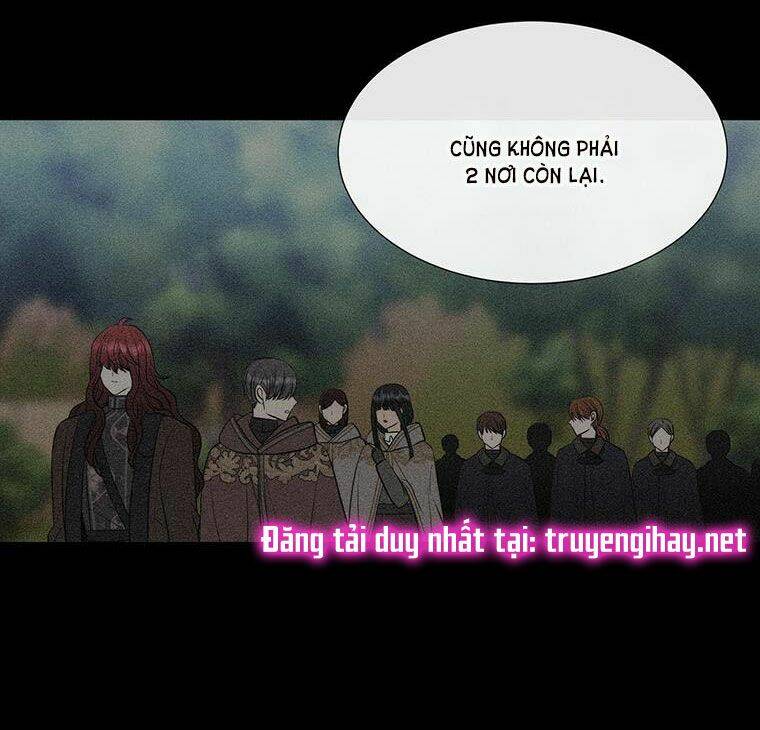 CŨNG KHÔNG PHẢI
2 NƠI CÒN LẠI.
Đăng tải duy nhất tại: truyengihay.net